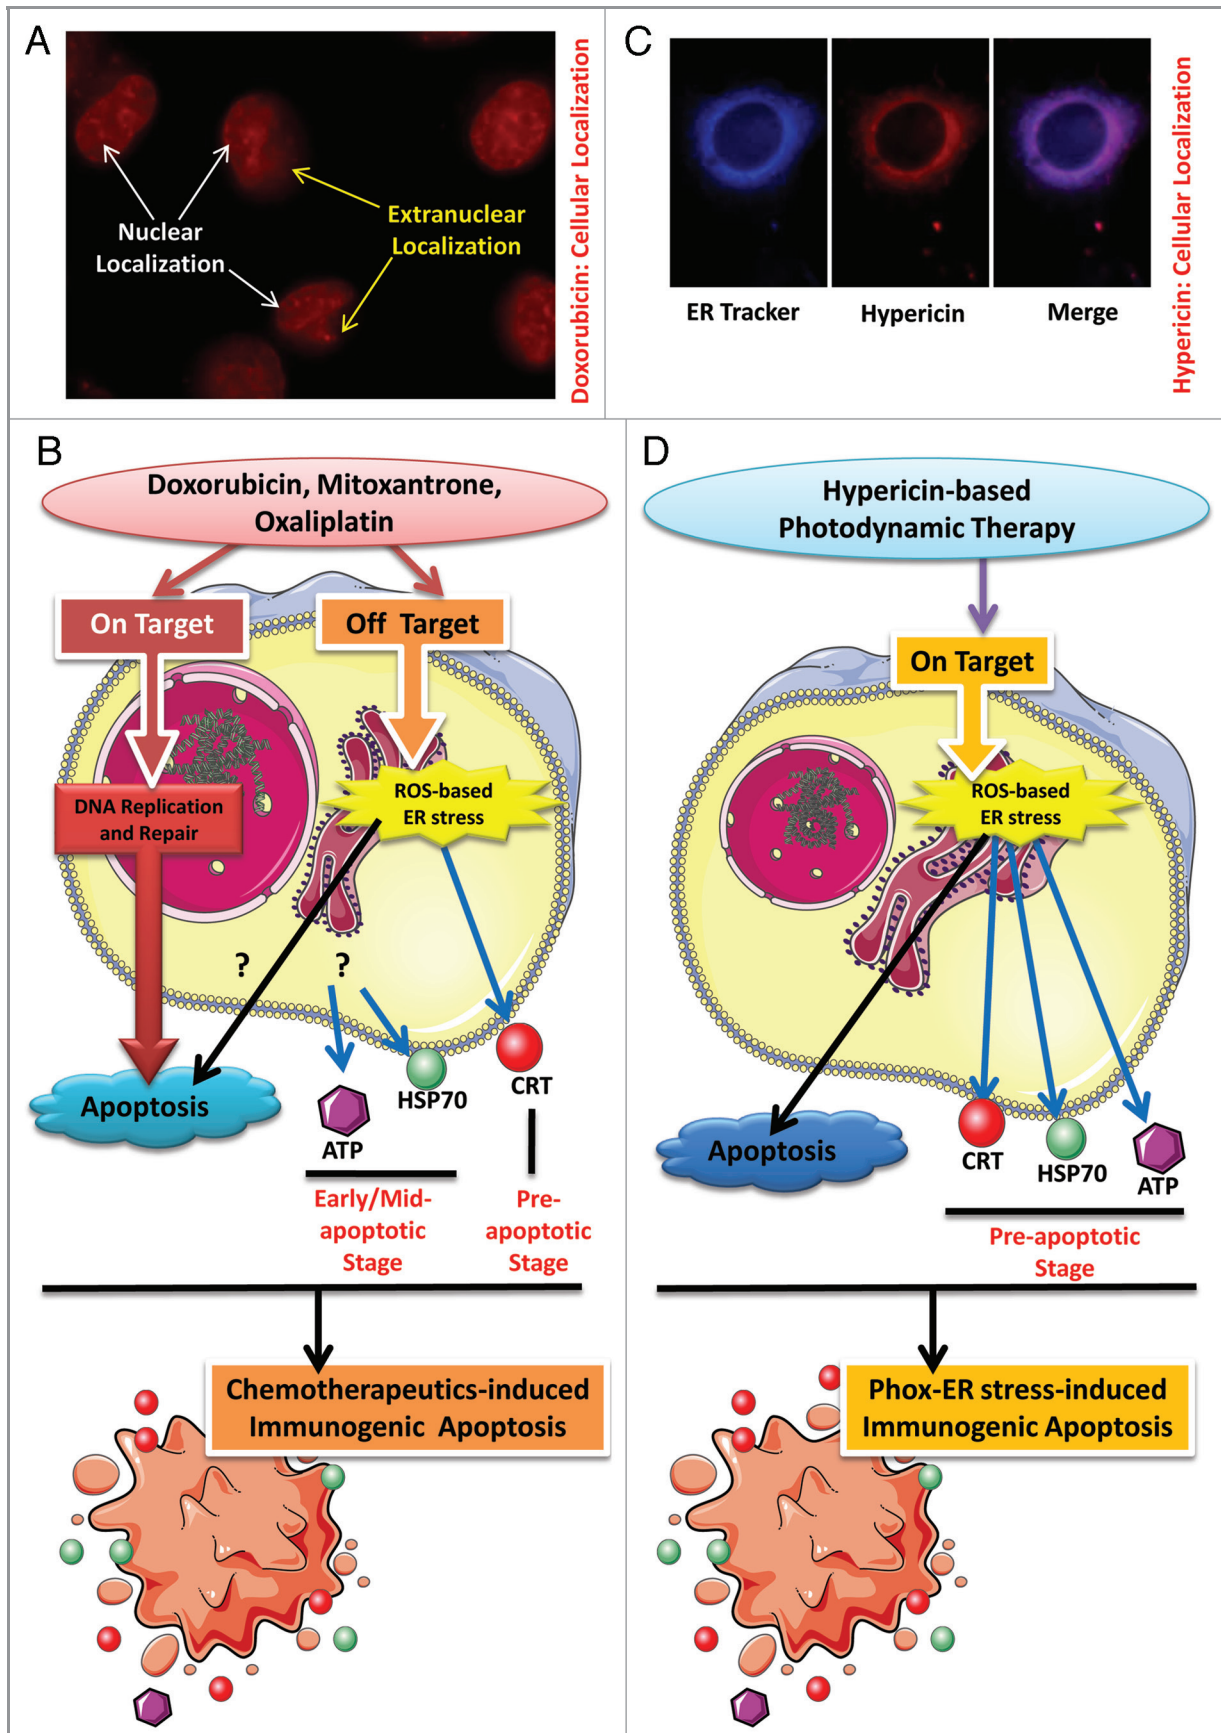 A
Nuclear
Localization
Extranuclear
Localization
Doxorubicin: Cellular Localization
C
ER Tracker
Hypericin
Merge
Hypericin: Cellular Localization
B
Doxorubicin, Mitoxantrone,
Oxaliplatin
On Target
Off Target
DNA Replication
and Repair
ROS-based
ER stress
?
?
Apoptosis
ATP
HSP70
CRT
Early/Mid-
apoptotic
Stage
Pre-
apoptotic
Stage
Chemotherapeutics-induced
Immunogenic Apoptosis
D
Hypericin-based
Photodynamic Therapy
On Target
ROS-based
ER stress
Apoptosis
CRT
HSP70
ATP
Pre-apoptotic
Stage
Phox-ER stress-induced
Immunogenic Apoptosis